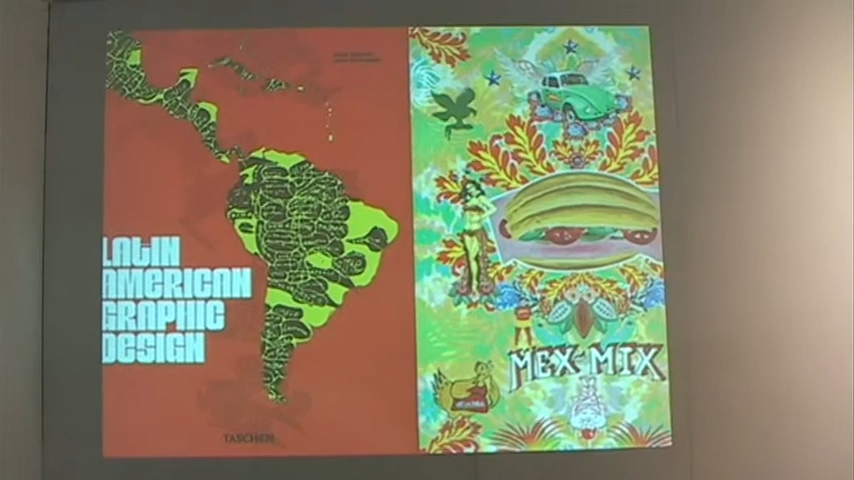 LATIN
AMERICAN
GRAPHIC
DESIGN
TASCHEN
MEX-MIX